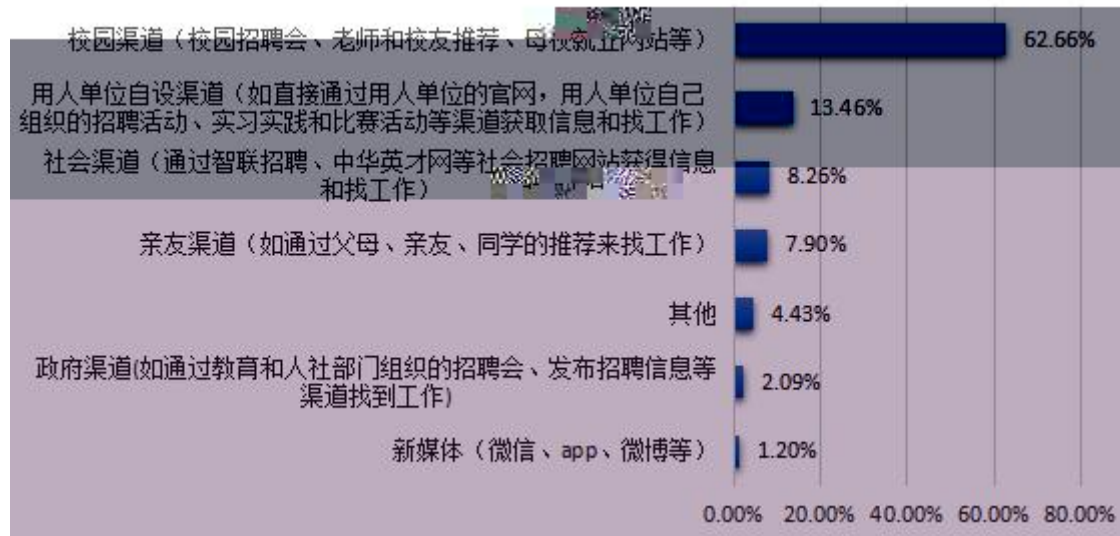 校园渠道（校园招聘会、老师和校友推荐、母校就业网站等）
62.66%
用人单位自设渠道（如直接通过用人单位的官网，用人单位自己
组织的招聘活动、实习实践和比赛活动等渠道获取信息和找工作）
13.46%
社会渠道（通过智联招聘、中华英才网等社会招聘网站获得信息
和找工作）
8.26%
亲友渠道（如通过父母、亲友、同学的推荐来找工作）
7.90%
其他
4.43%
政府渠道(如通过教育和人社部门组织的招聘会、发布招聘信息等
渠道找到工作)
2.09%
新媒体（微信、app、微博等）
1.20%
0.00% 20.00% 40.00% 60.00% 80.00%